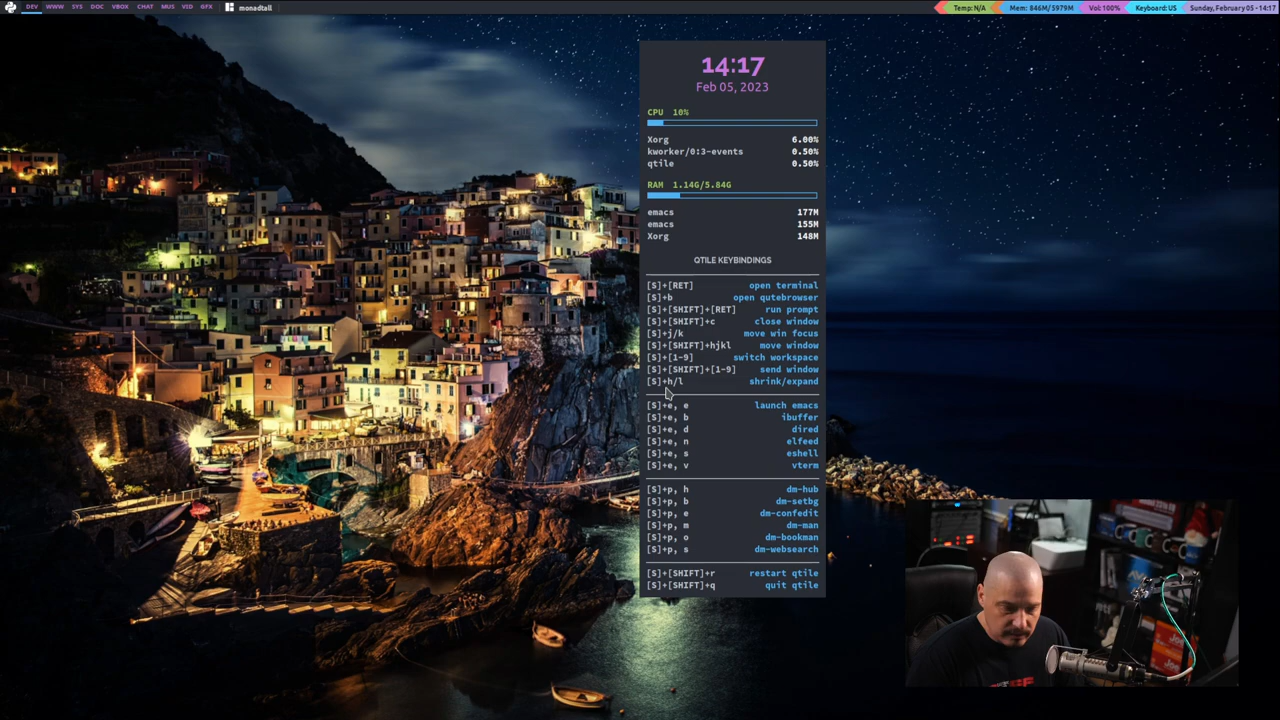 DEV WWW SYS DOC VBOX CHAT MUS VID GFX monadtall Temp: N/A Mem: 846M/5979M Vol: 100% Keyboard: US Sunday, February 05 - 14:17
14:17
Feb 05, 2023
CPU 10%
Xorg 6.00%
kworker/0:3-events 0.50%
qtile 0.50%
RAM 1.14G/5.84G
emacs 177M
emacs 155M
Xorg 148M
QTILE KEYBINDINGS
[S]+[RET] open terminal
[S]+b open qutebrowser
[S]+[SHIFT]+[RET] run prompt
[S]+[SHIFT]+c close window
[S]+j/k move win focus
[S]+[SHIFT]+hjkl move window
[S]+[1-9] switch workspace
[S]+[SHIFT]+[1-9] send window
[S]+h/l shrink/expand
[S]+e, e launch emacs
[S]+e, b ibuffer
[S]+e, d dired
[S]+e, n elfeed
[S]+e, s eshell
[S]+e, v vterm
[S]+p, h dm-hub
[S]+p, b dm-setbg
[S]+p, e dm-confedit
[S]+p, m dm-man
[S]+p, o dm-bookman
[S]+p, s dm-websearch
[S]+[SHIFT]+r restart qtile
[S]+[SHIFT]+q quit qtile